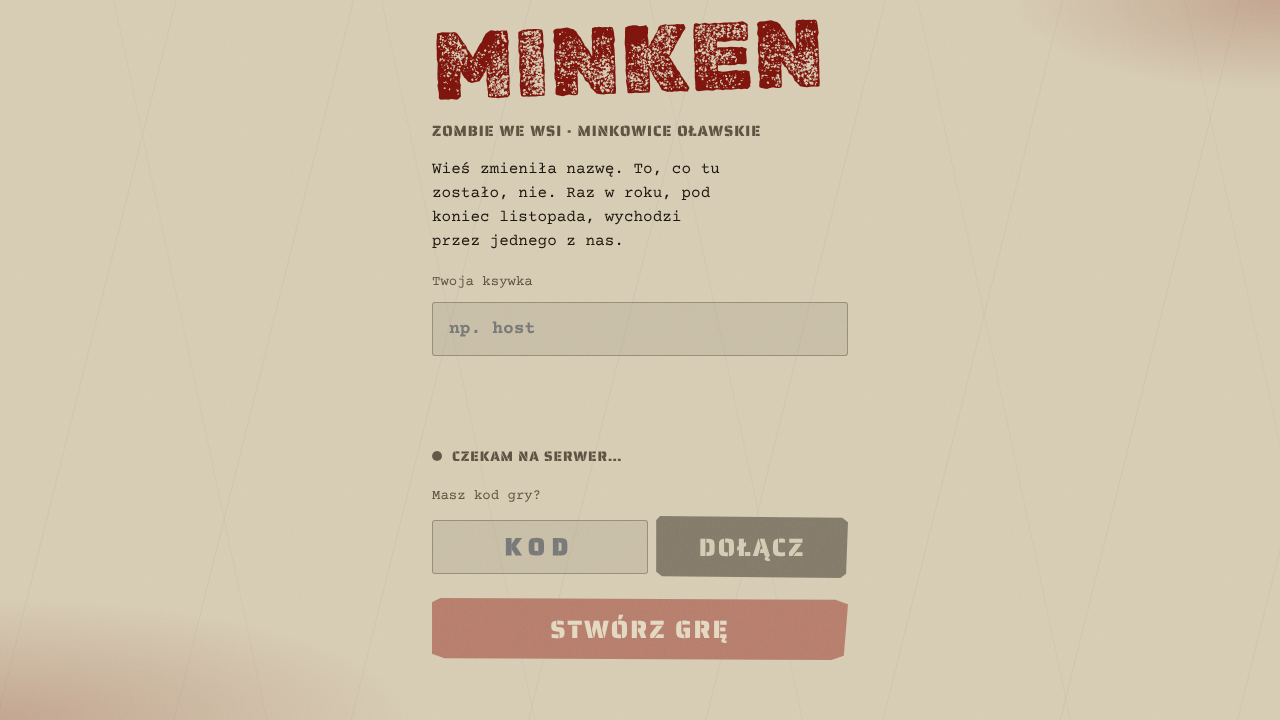 MINKEN
ZOMBIE WE WSI · MINKOWICE OŁAWSKIE
Wieś zmieniła nazwę. To, co tu
zostało, nie. Raz w roku, pod
koniec listopada, wychodzi
przez jednego z nas.
Twoja ksywka
np. host
CZEKAM NA SERWER...
Masz kod gry?
KOD
DOŁĄCZ
STWÓRZ GRĘ